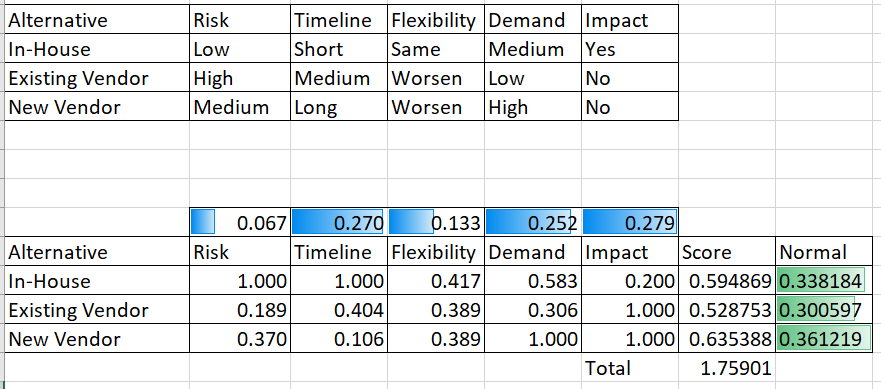 Alternative Risk Timeline Flexibility Demand Impact
In-House Low Short Same Medium Yes
Existing Vendor High Medium Worsen Low No
New Vendor Medium Long Worsen High No
0.067 0.270 0.133 0.252 0.279
Alternative Risk Timeline Flexibility Demand Impact Score Normal
In-House 1.000 1.000 0.417 0.583 0.200 0.594869 0.338184
Existing Vendor 0.189 0.404 0.389 0.306 1.000 0.528753 0.300597
New Vendor 0.370 0.106 0.389 1.000 1.000 0.635388 0.361219
Total 1.75901